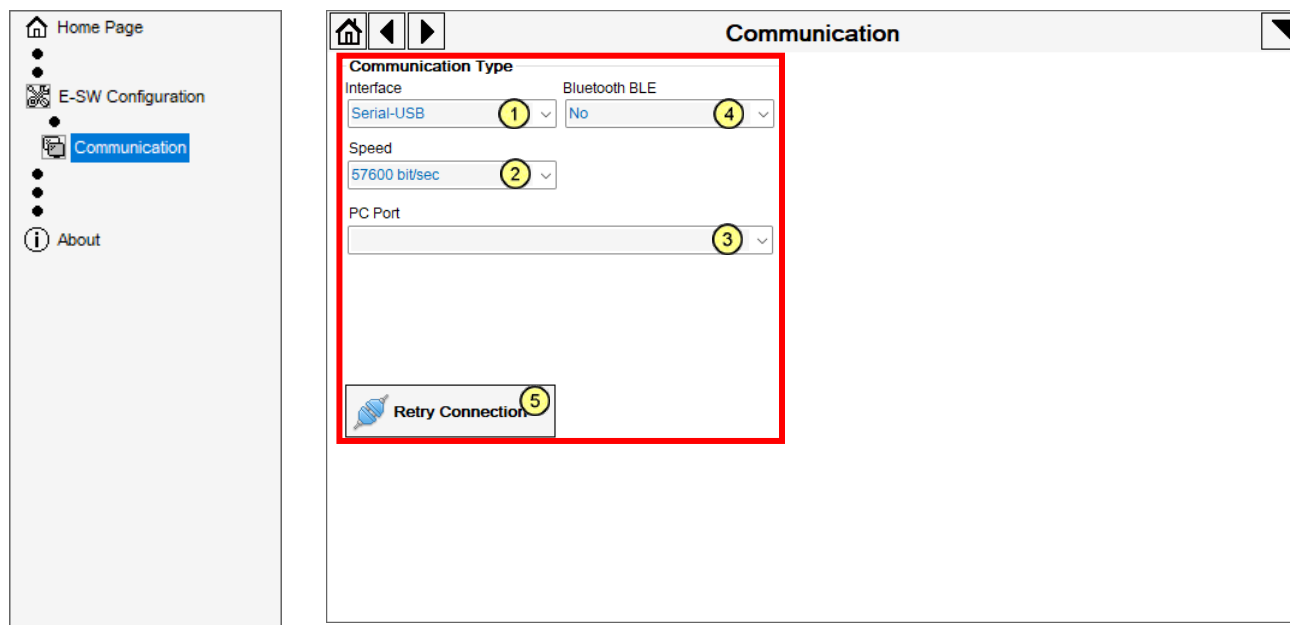 Home Page
E-SW Configuration
Communication
About
Communication
Communication Type
Interface
Bluetooth BLE
Serial-USB
1
No
4
Speed
57600 bit/sec
2
PC Port
3
Retry Connection
5